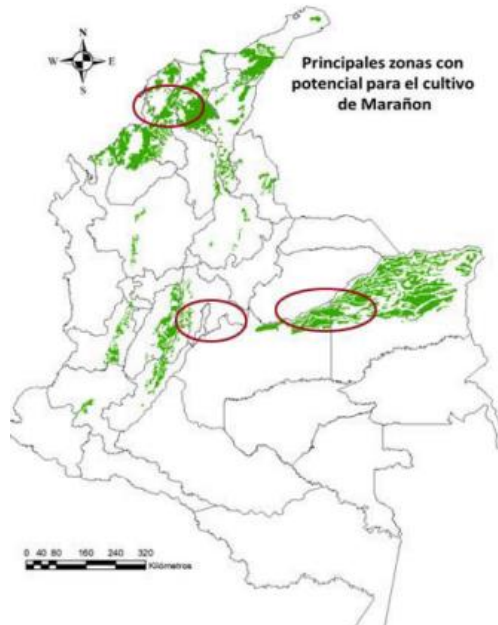 N
W E
S
Principales zonas con
potencial para el cultivo
de Marañon
0 40 80 160 240 320
Kilómetros